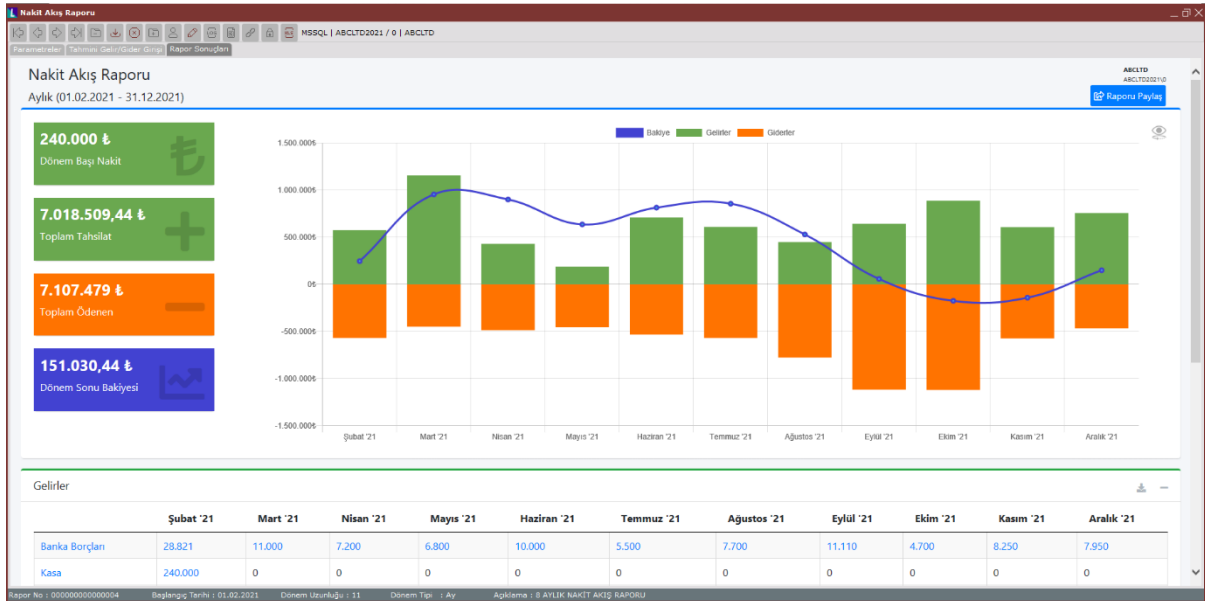 Nakit Akış Raporu
MSSQL | ABCLTD2021 / 0 | ABCLTD
Parametreler Tahmini Gelir/Gider Girişi Rapor Sonuçları
Nakit Akış Raporu
Aylık (01.02.2021 - 31.12.2021)
ABCLTD
ABCLTD2021\0
Raporu Paylaş
240.000 ₺
Dönem Başı Nakit
7.018.509,44 ₺
Toplam Tahsilat
7.107.479 ₺
Toplam Ödenen
151.030,44 ₺
Dönem Sonu Bakiyesi
Bakiye Gelirler Giderler
1.500.000₺
1.000.000₺
500.000₺
0₺
-500.000₺
-1.000.000₺
-1.500.000₺
Şubat '21 Mart '21 Nisan '21 Mayıs '21 Haziran '21 Temmuz '21 Ağustos '21 Eylül '21 Ekim '21 Kasım '21 Aralık '21
Gelirler
Şubat '21 Mart '21 Nisan '21 Mayıs '21 Haziran '21 Temmuz '21 Ağustos '21 Eylül '21 Ekim '21 Kasım '21 Aralık '21
Banka Borçları 28.821 11.000 7.200 6.800 10.000 5.500 7.700 11.110 4.700 8.250 7.950
Kasa 240.000 0 0 0 0 0 0 0 0 0 0
Rapor No : 000000000000004 Başlangıç Tarihi : 01.02.2021 Dönem Uzunluğu : 11 Dönem Tipi : Ay Açıklama : 8 AYLIK NAKİT AKIŞ RAPORU